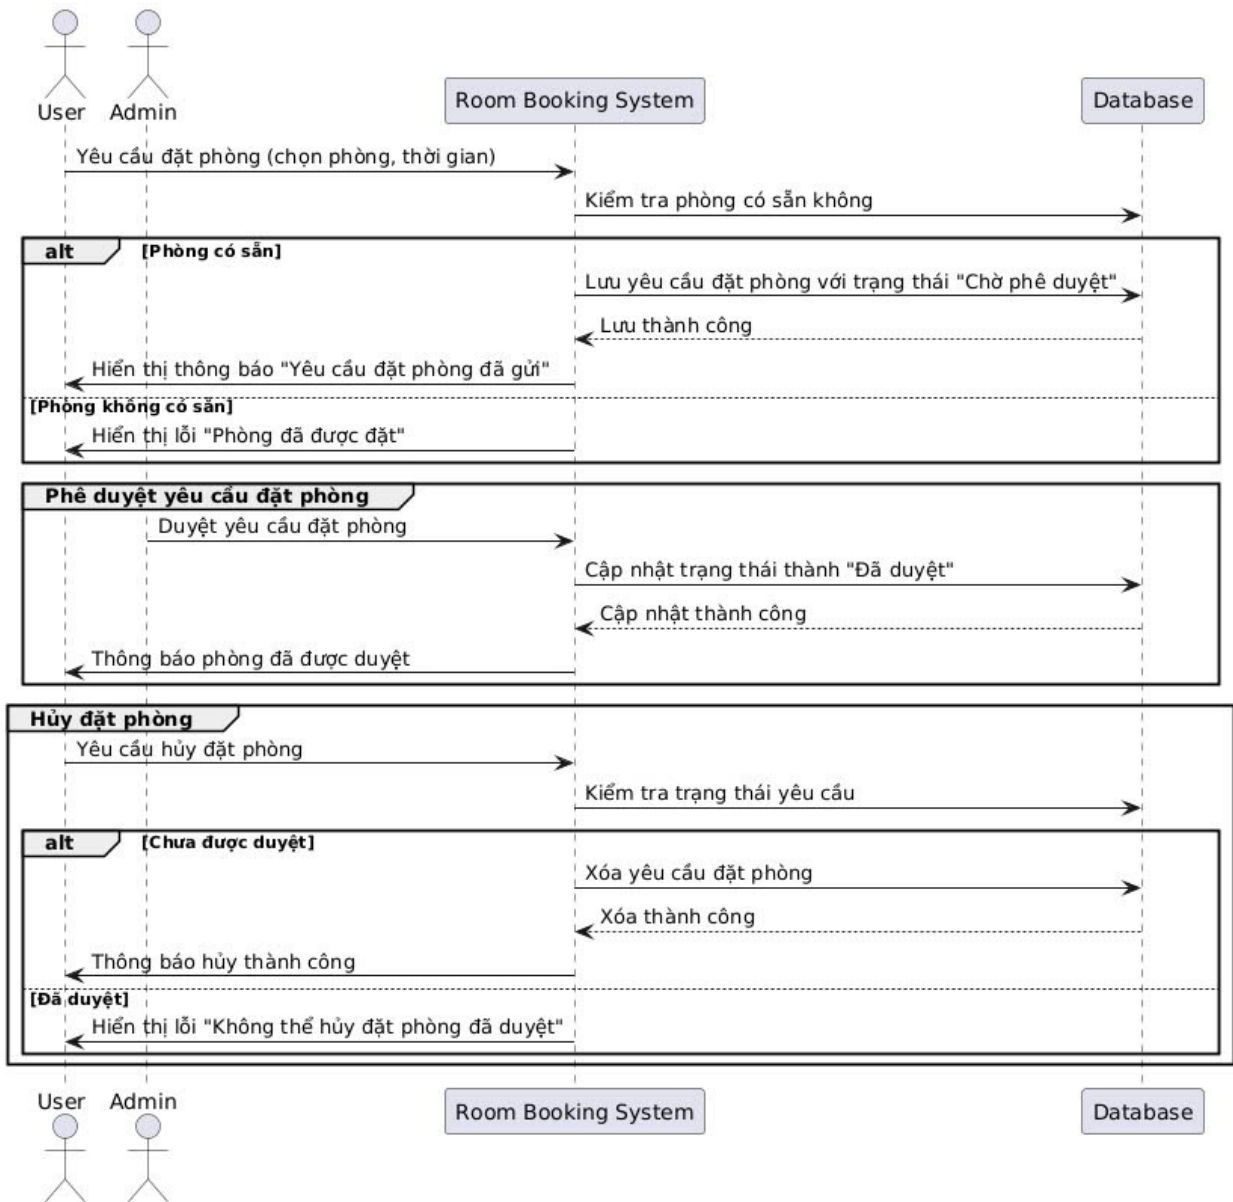 User Admin Room Booking System Database
Yêu cầu đặt phòng (chọn phòng, thời gian)
Kiểm tra phòng có sẵn không
alt [Phòng có sẵn]
Lưu yêu cầu đặt phòng với trạng thái "Chờ phê duyệt"
Lưu thành công
Hiển thị thông báo "Yêu cầu đặt phòng đã gửi"
[Phòng không có sẵn]
Hiển thị lỗi "Phòng đã được đặt"
Phê duyệt yêu cầu đặt phòng
Duyệt yêu cầu đặt phòng
Cập nhật trạng thái thành "Đã duyệt"
Cập nhật thành công
Thông báo phòng đã được duyệt
Hủy đặt phòng
Yêu cầu hủy đặt phòng
Kiểm tra trạng thái yêu cầu
alt [Chưa được duyệt]
Xóa yêu cầu đặt phòng
Xóa thành công
Thông báo hủy thành công
[Đã duyệt]
Hiển thị lỗi "Không thể hủy đặt phòng đã duyệt"
User Admin Room Booking System Database